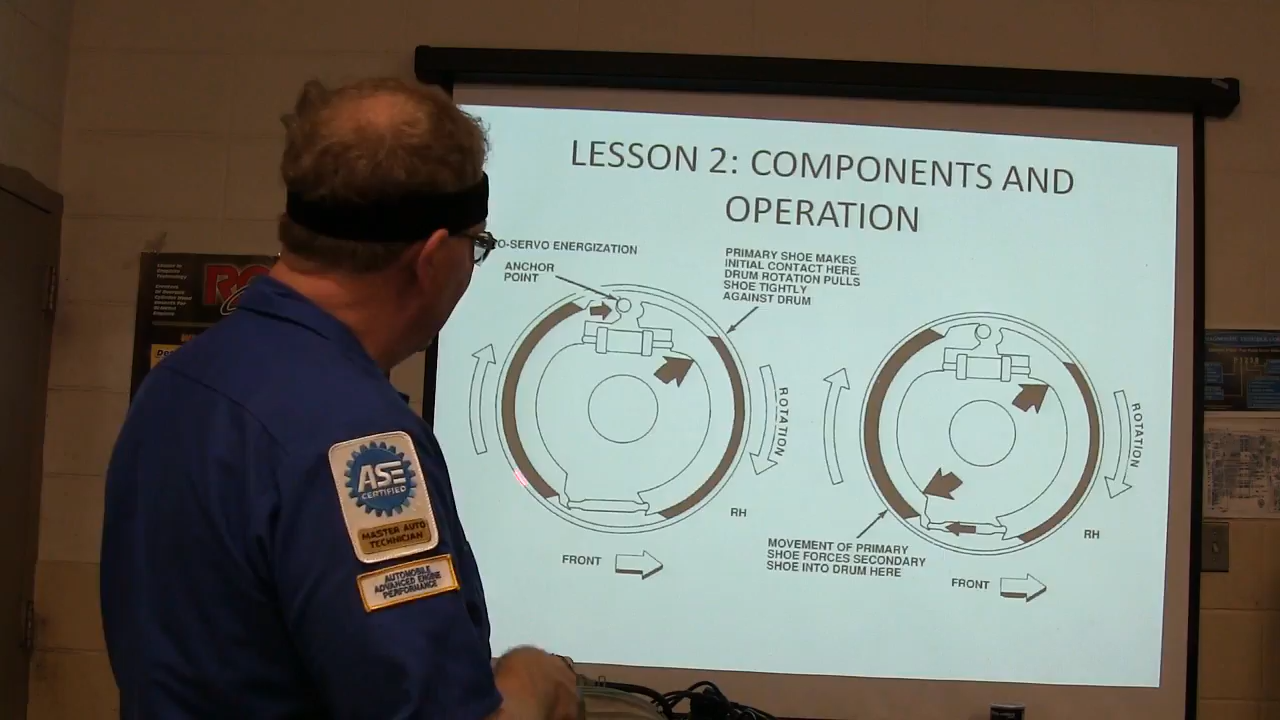 LESSON 2: COMPONENTS AND
OPERATION
O-SERVO ENERGIZATION
ANCHOR
POINT
PRIMARY SHOE MAKES
INITIAL CONTACT HERE.
DRUM ROTATION PULLS
SHOE TIGHTLY
AGAINST DRUM
ROTATION
RH
FRONT
MOVEMENT OF PRIMARY
SHOE FORCES SECONDARY
SHOE INTO DRUM HERE
ROTATION
RH
FRONT
ASE
CERTIFIED
MASTER AUTO
TECHNICIAN
AUTOMOBILE
ADVANCED ENGINE
PERFORMANCE